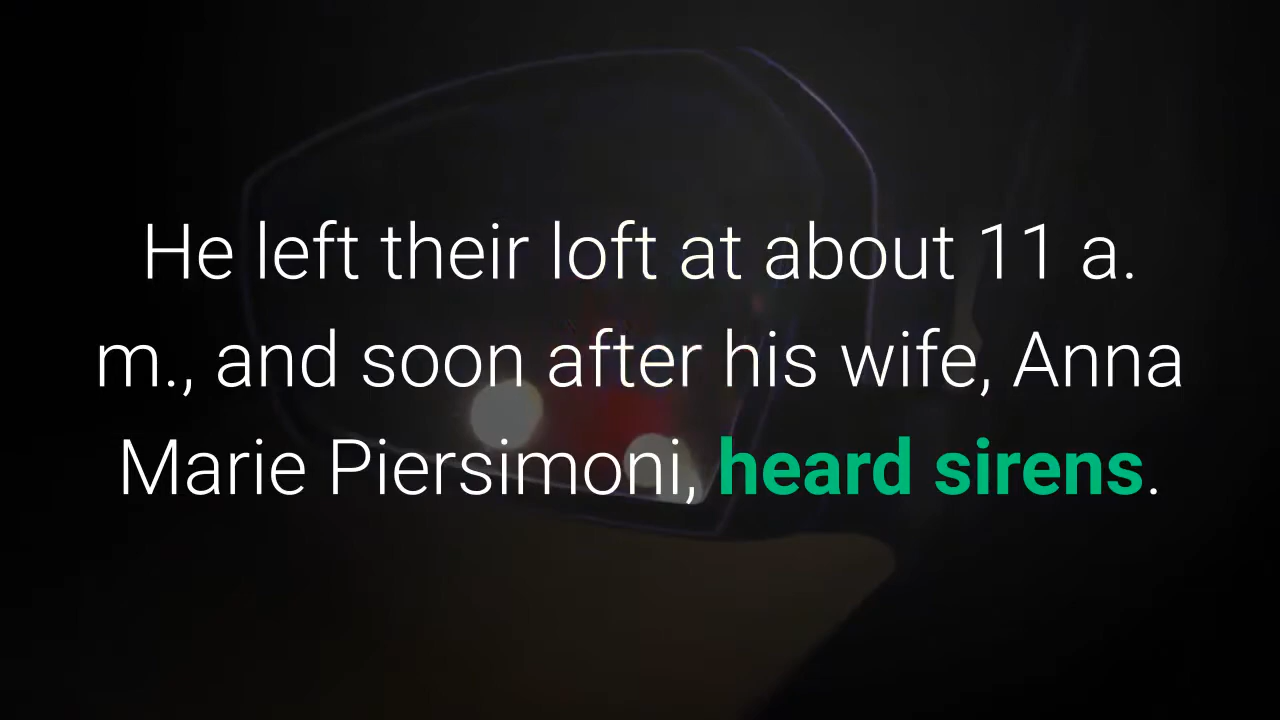 He left their loft at about 11 a.
m., and soon after his wife, Anna
Marie Piersimoni, heard sirens.